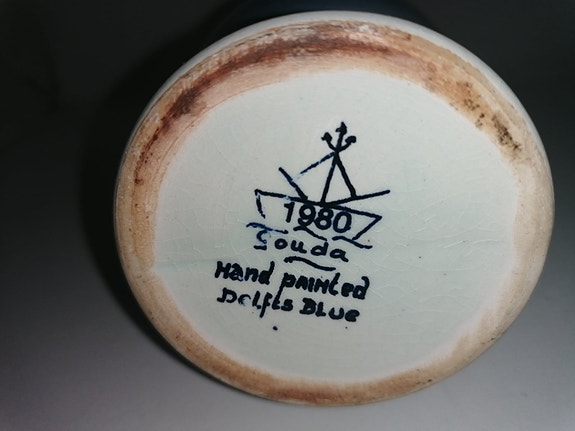 1980
Gouda
Hand painted
Delfts Blue